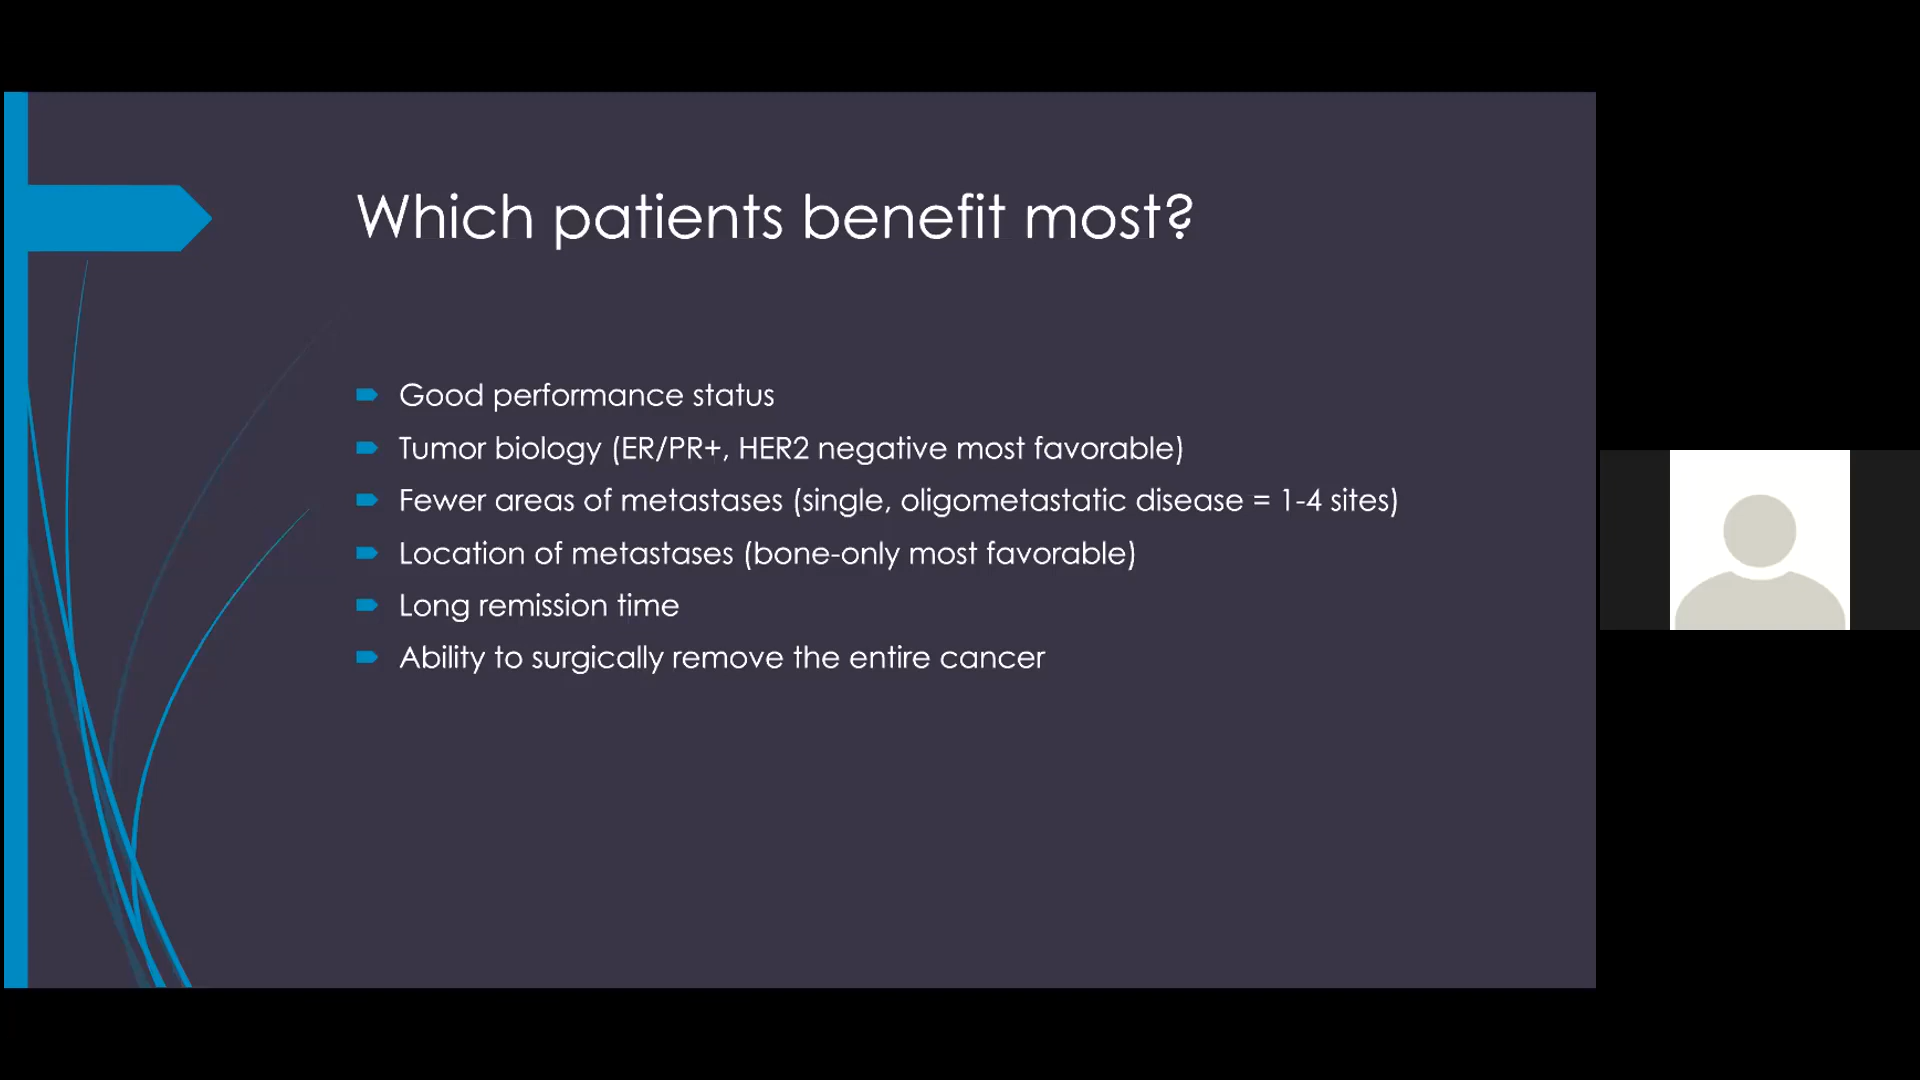 Which patients benefit most?
Good performance status
Tumor biology (ER/PR+, HER2 negative most favorable)
Fewer areas of metastases (single, oligometastatic disease = 1-4 sites)
Location of metastases (bone-only most favorable)
Long remission time
Ability to surgically remove the entire cancer